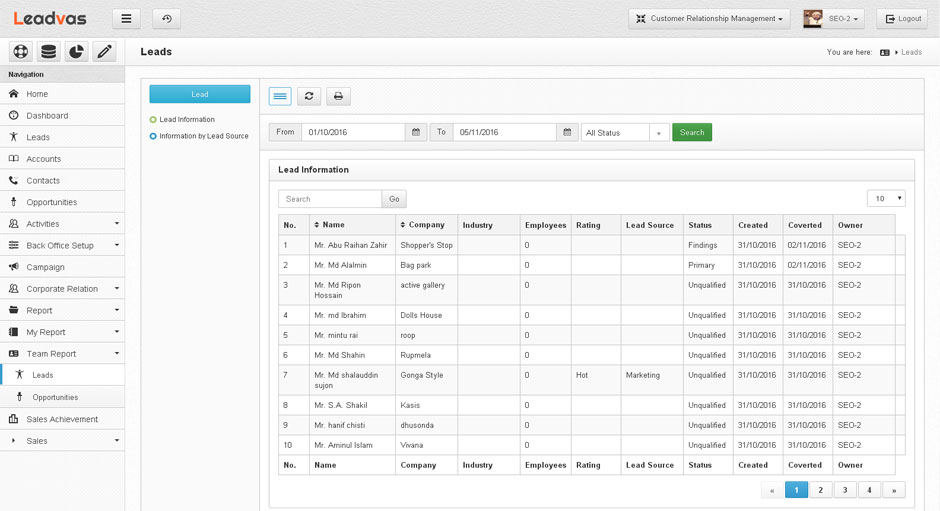 Leadvas
Customer Relationship Management
SEO-2
Logout
Leads
You are here: Leads
Navigation
Home
Dashboard
Leads
Accounts
Contacts
Opportunities
Activities
Back Office Setup
Campaign
Corporate Relation
Report
My Report
Team Report
Leads
Opportunities
Sales Achievement
Sales
Lead
Lead Information
Information by Lead Source
From 01/10/2016 To 05/11/2016 All Status Search
Lead Information
Search Go 10
No. Name Company Industry Employees Rating Lead Source Status Created Coverted Owner
1 Mr. Abu Raihan Zahir Shopper's Stop 0 Findings 31/10/2016 02/11/2016 SEO-2
2 Mr. Md Alalmin Bag park 0 Primary 31/10/2016 02/11/2016 SEO-2
3 Mr. Md Ripon active gallery 0 Unqualified 31/10/2016 31/10/2016 SEO-2
Hossain
4 Mr. md Ibrahim Dolls House 0 Unqualified 31/10/2016 31/10/2016 SEO-2
5 Mr. mintu rai roop 0 Unqualified 31/10/2016 31/10/2016 SEO-2
6 Mr. Md Shahin Rupmela 0 Unqualified 31/10/2016 31/10/2016 SEO-2
7 Mr. Md shalauddin Gonga Style 0 Hot Marketing Unqualified 31/10/2016 31/10/2016 SEO-2
sujon
8 Mr. S.A. Shakil Kasis 0 Unqualified 31/10/2016 31/10/2016 SEO-2
9 Mr. hanif chisti dhusonda 0 Unqualified 31/10/2016 31/10/2016 SEO-2
10 Mr. Aminul Islam Vivana 0 Unqualified 31/10/2016 31/10/2016 SEO-2
No. Name Company Industry Employees Rating Lead Source Status Created Coverted Owner
« 1 2 3 4 »